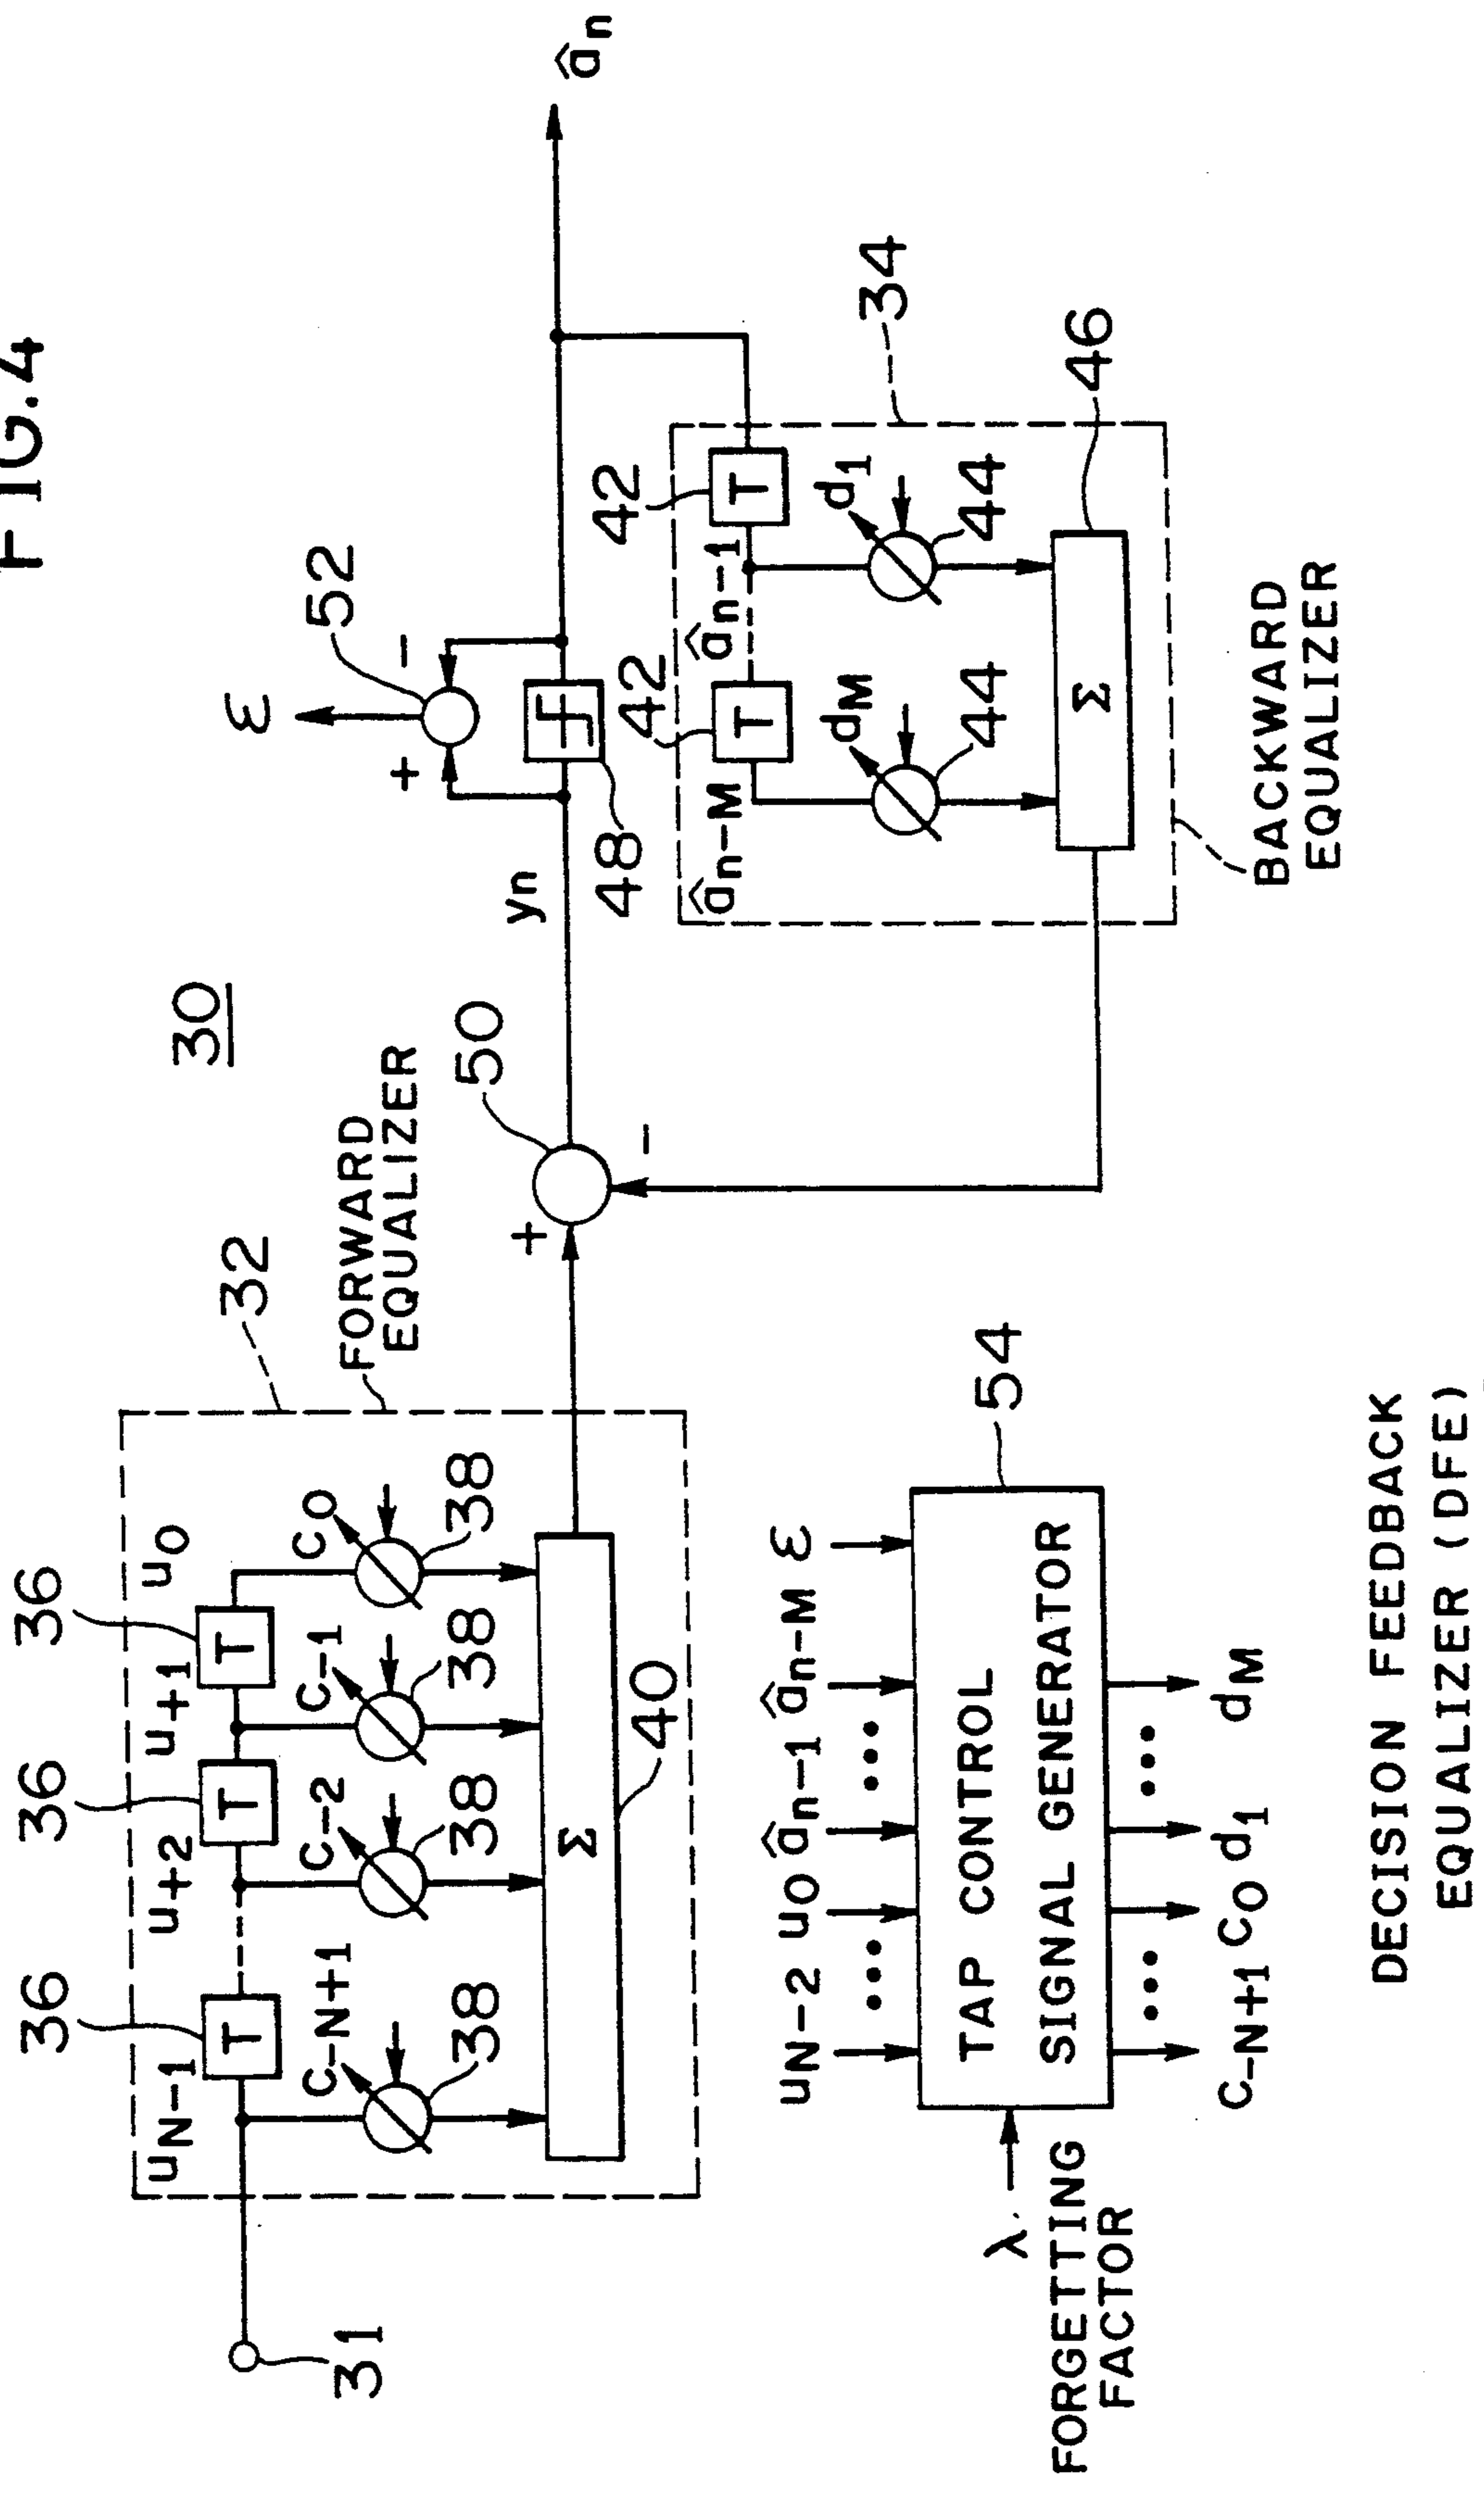 FIG.4
30
36 36 36
uN-1 u+2 u+1 u0
32
FORWARD
EQUALIZER
C-N+1 C-2 C-1 C0
38 38 38 38
Σ
40
31
T T T
+
-
50
yn
ε
52
+ -
48
ân
42 42
T T
ân-M ân-1
dM d1
44 44
Σ
46
34
BACKWARD
EQUALIZER
uN-2 ••• u0 ân-1 ••• ân-M ε
TAP CONTROL
SIGNAL GENERATOR
54
λ
FORGETTING
FACTOR
C-N+1 ••• C0 d1 ••• dM
DECISION FEEDBACK
EQUALIZER (DFE)